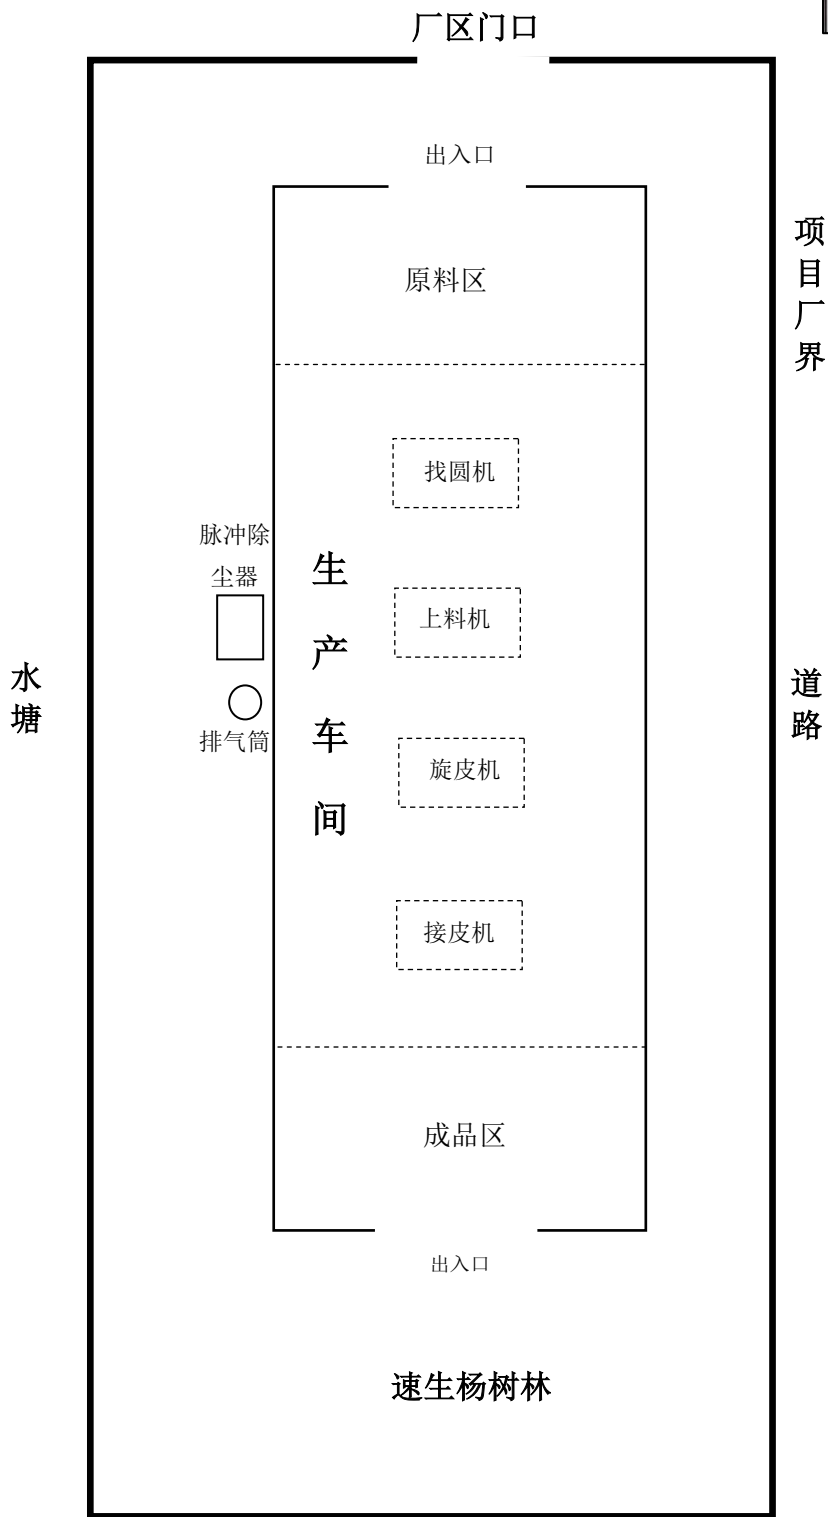 厂区门口
出入口
项目厂界
原料区
找圆机
脉冲除
尘器
生产车间
上料机
水塘
道路
排气筒
旋皮机
接皮机
成品区
出入口
速生杨树林